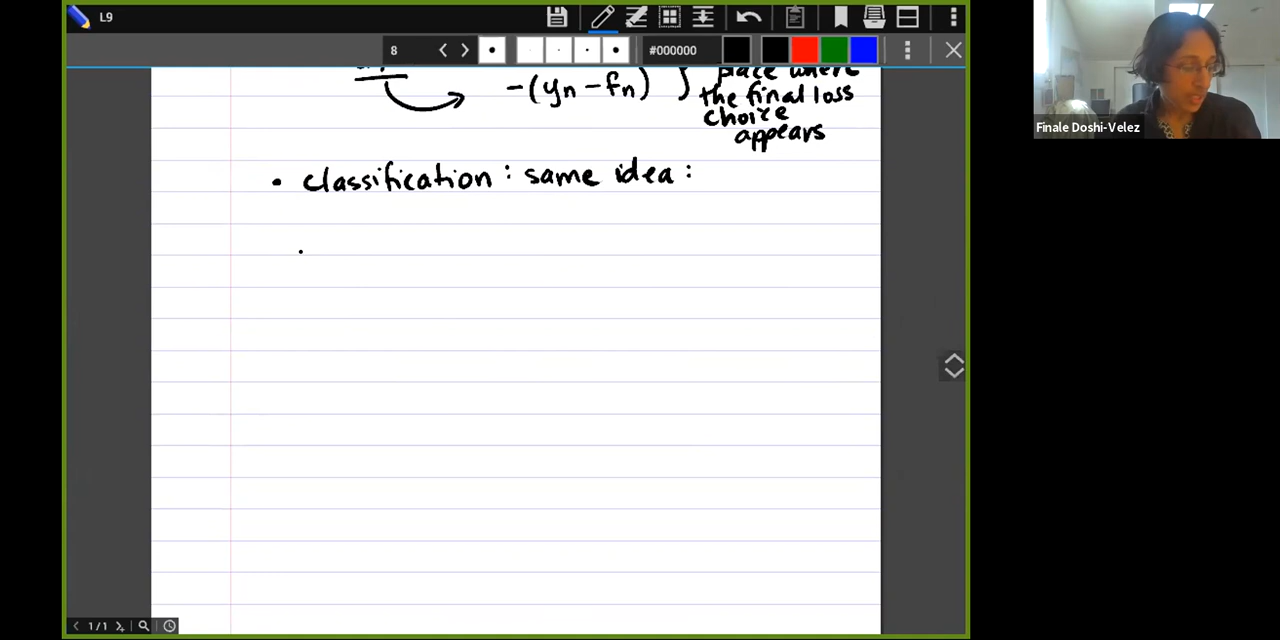 L9
8
#000000
place where
-(yn - fn) }
the final loss
choice
appears
• classification : same idea :
Finale Doshi-Velez
1/1